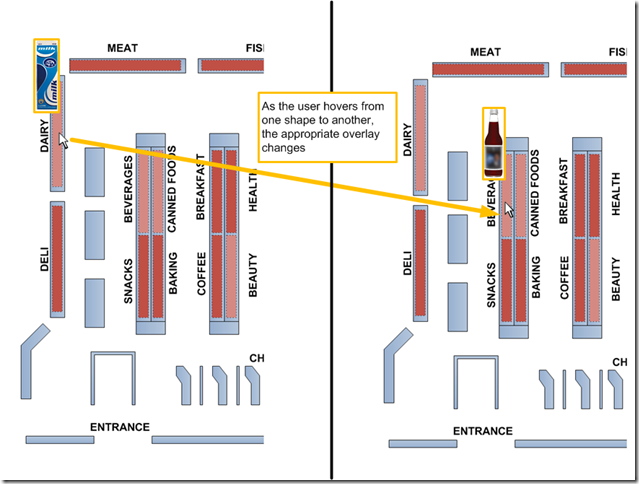 MEAT
FIS
milk
milk
As the user hovers from
one shape to another,
the appropriate overlay
changes
DAIRY
BEVERAGES
CANNED FOODS
BREAKFAST
HEALTH
DELI
SNACKS
BAKING
COFFEE
BEAUTY
CH
ENTRANCE
MEAT
FIS
DAIRY
BEVERAG
CANNED FOODS
BREAKFAST
HEALTH
DELI
SNACKS
BAKING
COFFEE
BEAUTY
CH
ENTRANCE